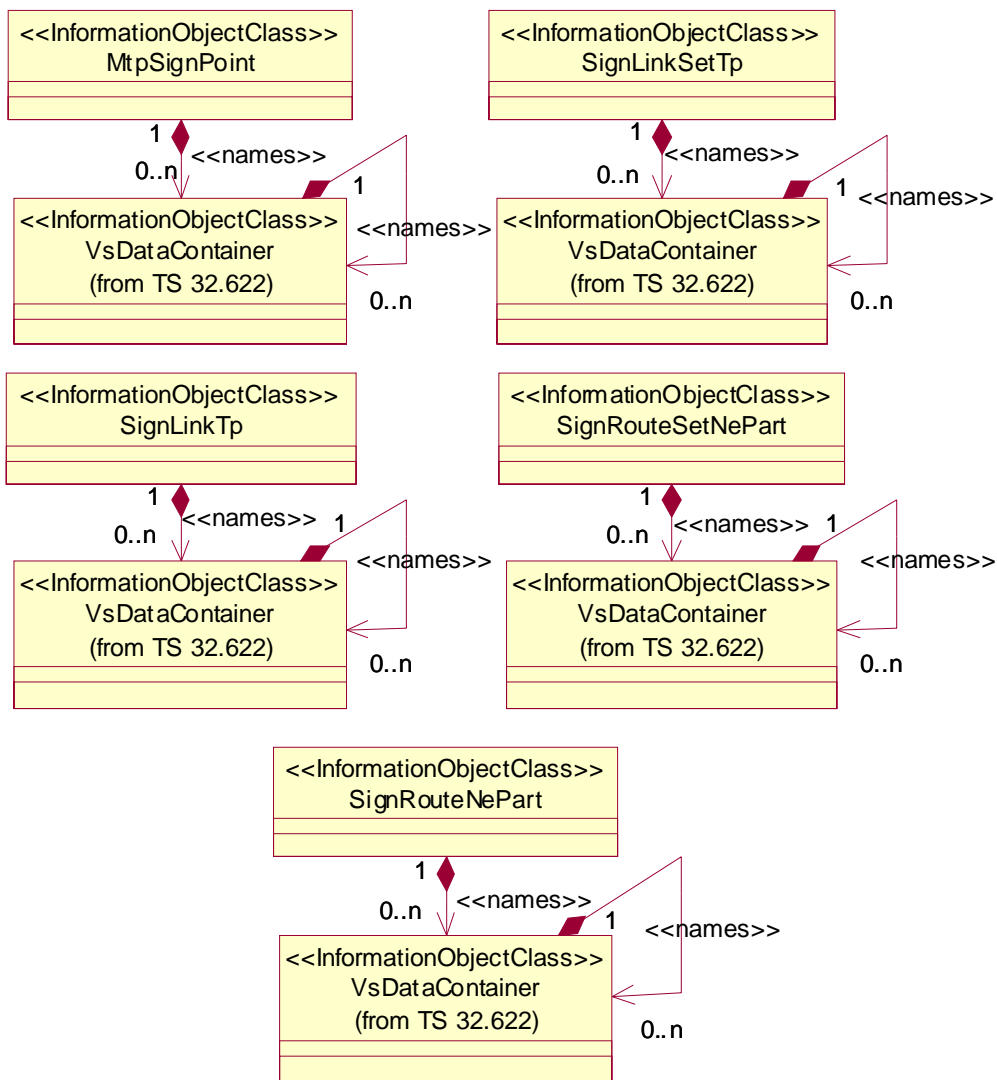 <<InformationObjectClass>>
MtpSignPoint
1
0..n
<<names>>
1
<<names>>
<<InformationObjectClass>>
VsDataContainer
(from TS 32.622)
0..n
<<InformationObjectClass>>
SignLinkSetTp
1
0..n
<<names>>
1
<<names>>
<<InformationObjectClass>>
VsDataContainer
(from TS 32.622)
0..n
<<InformationObjectClass>>
SignLinkTp
1
0..n
<<names>>
1
<<names>>
<<InformationObjectClass>>
VsDataContainer
(from TS 32.622)
0..n
<<InformationObjectClass>>
SignRouteSetNePart
1
0..n
<<names>>
1
<<names>>
<<InformationObjectClass>>
VsDataContainer
(from TS 32.622)
0..n
<<InformationObjectClass>>
SignRouteNePart
1
0..n
<<names>>
1
<<names>>
<<InformationObjectClass>>
VsDataContainer
(from TS 32.622)
0..n